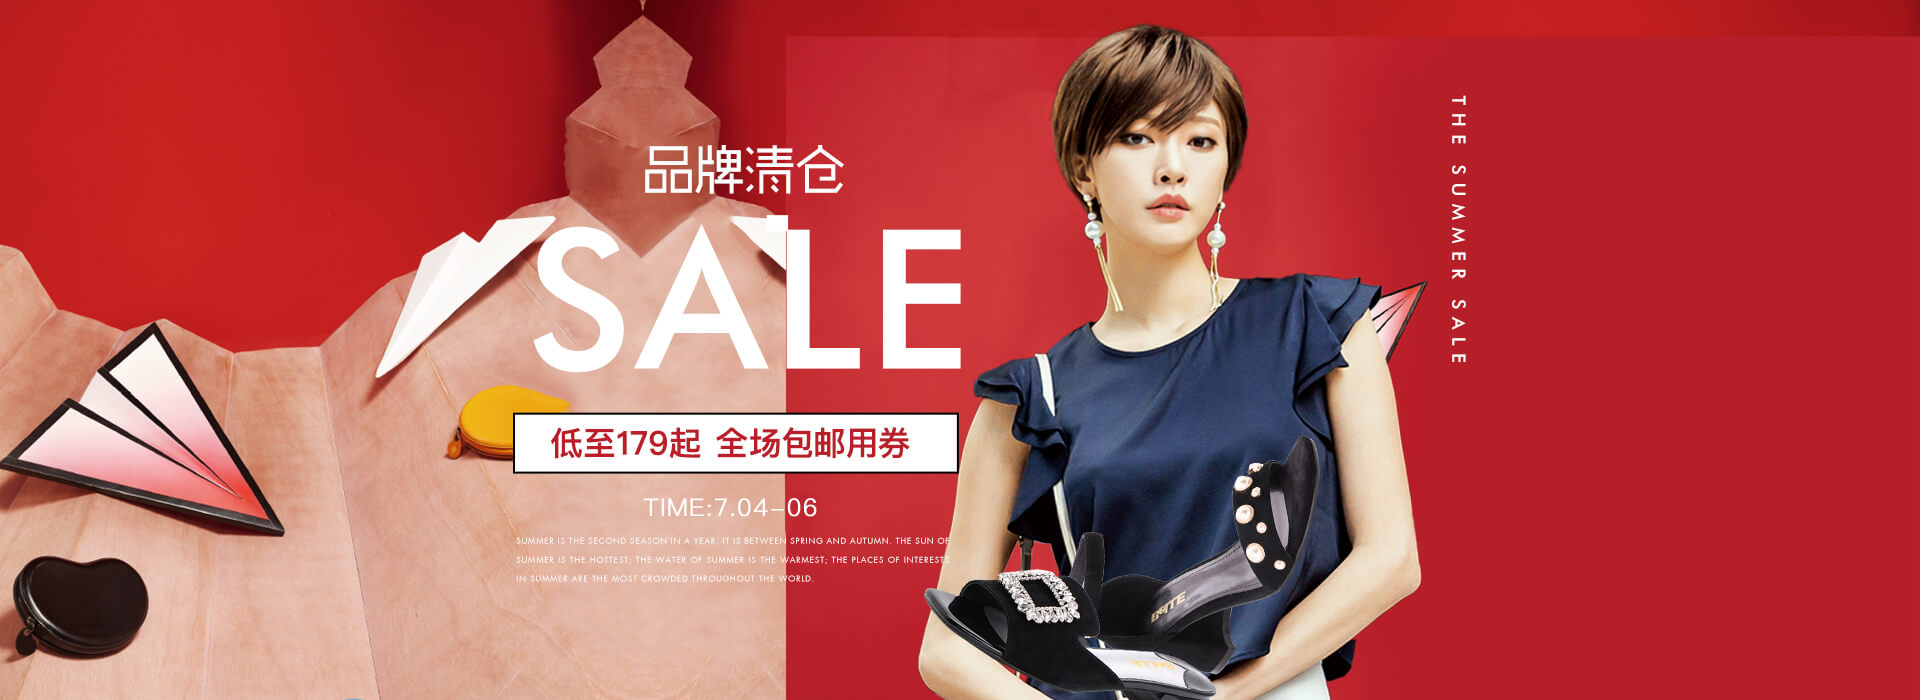 品牌清仓
SALE
低至179起 全场包邮用券
TIME:7.04-06
SUMMER IS THE SECOND SEASON IN A YEAR. IT IS BETWEEN SPRING AND AUTUMN. THE SUN OF
SUMMER IS THE HOTTEST; THE WATER OF SUMMER IS THE WARMEST; THE PLACES OF INTERESTS
IN SUMMER ARE THE MOST CROWDED THROUGHOUT THE WORLD.
THE SUMMER SALE